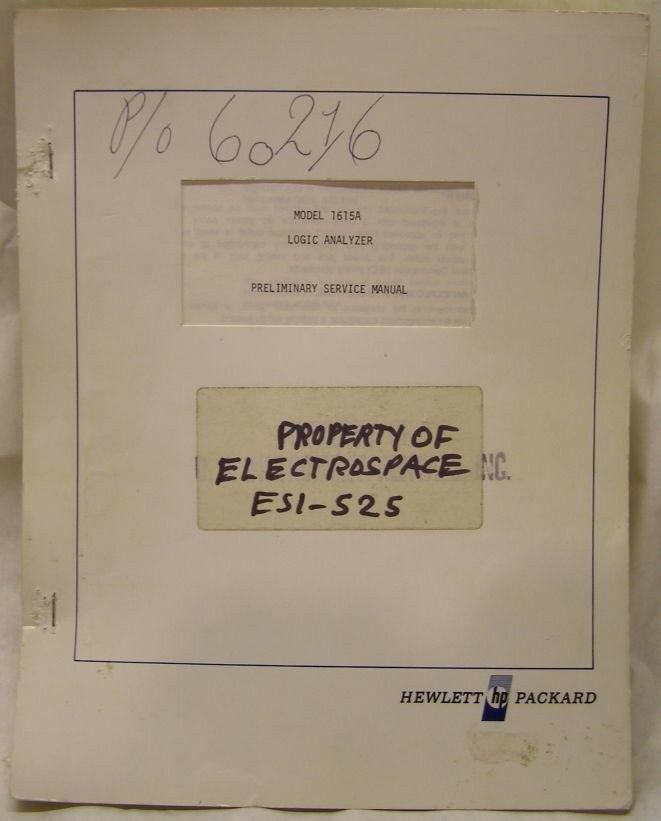 P/o 60216
MODEL 1615A
LOGIC ANALYZER
PRELIMINARY SERVICE MANUAL
PROPERTY OF
ELECTROSPACE
NC.
ESI-525
HEWLETT hp PACKARD